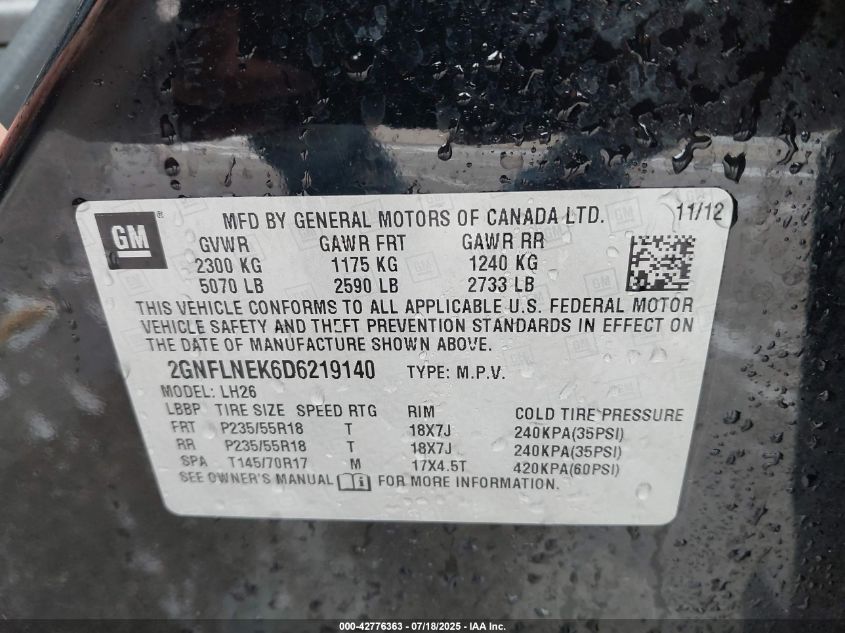 GM
®
MFD BY GENERAL MOTORS OF CANADA LTD. 11/12
GVWR GAWR FRT GAWR RR
2300 KG 1175 KG 1240 KG
5070 LB 2590 LB 2733 LB
THIS VEHICLE CONFORMS TO ALL APPLICABLE U.S. FEDERAL MOTOR
VEHICLE SAFETY AND THEFT PREVENTION STANDARDS IN EFFECT ON
THE DATE OF MANUFACTURE SHOWN ABOVE.
2GNFLNEK6D6219140 TYPE: M.P.V.
MODEL: LH26
LBBP TIRE SIZE SPEED RTG RIM COLD TIRE PRESSURE
FRT P235/55R18 T 18X7J 240KPA(35PSI)
RR P235/55R18 T 18X7J 240KPA(35PSI)
SPA T145/70R17 M 17X4.5T 420KPA(60PSI)
SEE OWNER'S MANUAL i FOR MORE INFORMATION.
000-42776363 - 07/18/2025 - IAA Inc.